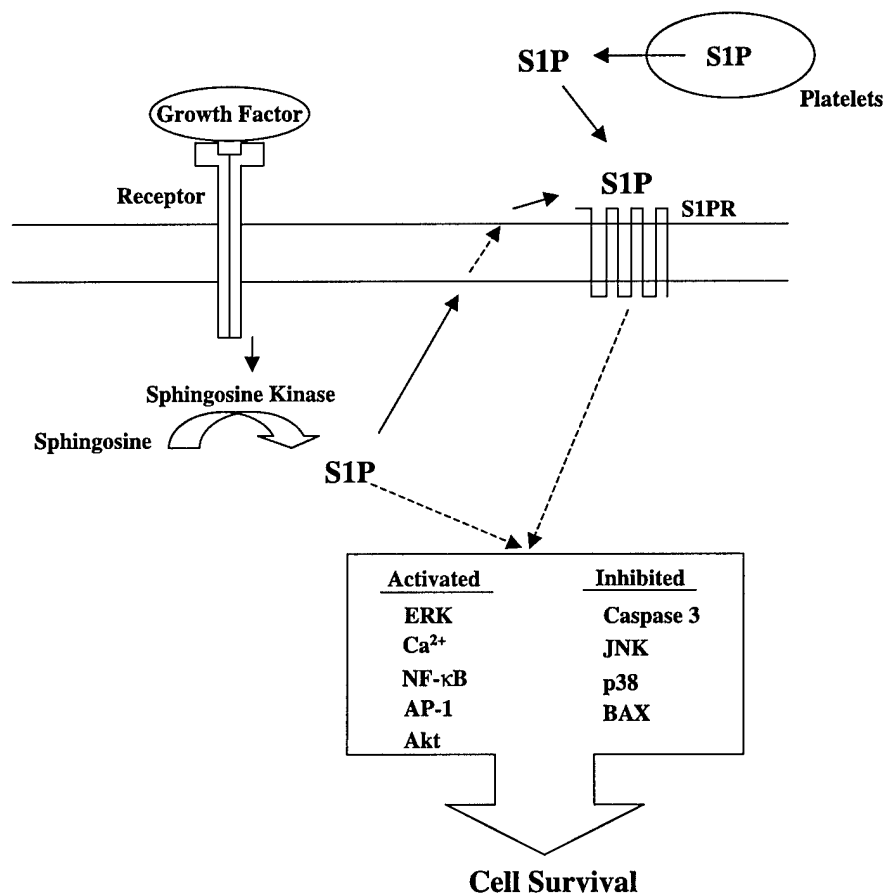 S1P
S1P
Platelets
Growth Factor
Receptor
S1P
S1PR
Sphingosine Kinase
Sphingosine
S1P
Activated
ERK
Ca²⁺
NF-κB
AP-1
Akt
Inhibited
Caspase 3
JNK
p38
BAX
Cell Survival